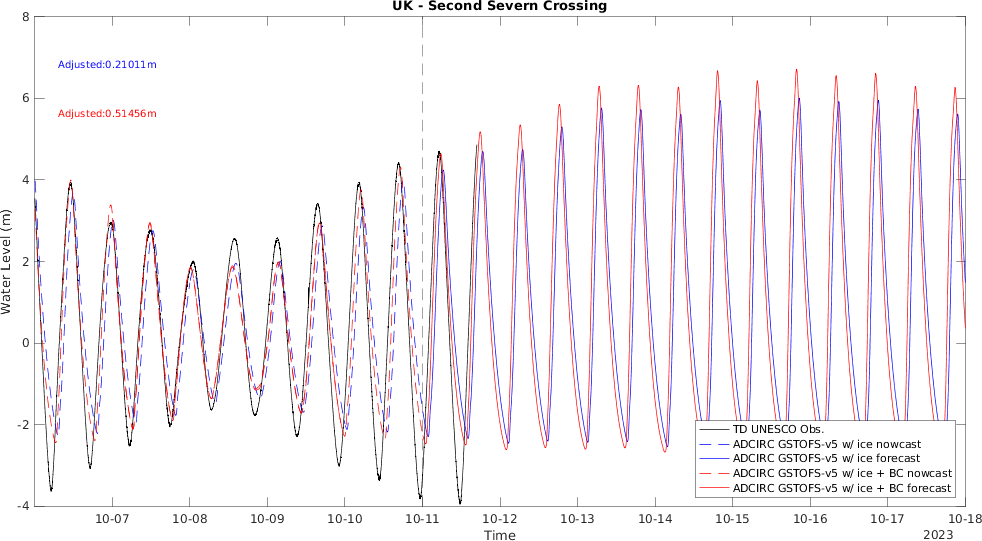 UK - Second Severn Crossing
Adjusted:0.21011m
Adjusted:0.51456m
Water Level (m)
8
6
4
2
0
-2
-4
TD UNESCO Obs.
ADCIRC GSTOFS-v5 w/ ice nowcast
ADCIRC GSTOFS-v5 w/ ice forecast
ADCIRC GSTOFS-v5 w/ ice + BC nowcast
ADCIRC GSTOFS-v5 w/ ice + BC forecast
10-07 10-08 10-09 10-10 10-11 10-12 10-13 10-14 10-15 10-16 10-17 10-18
Time
2023